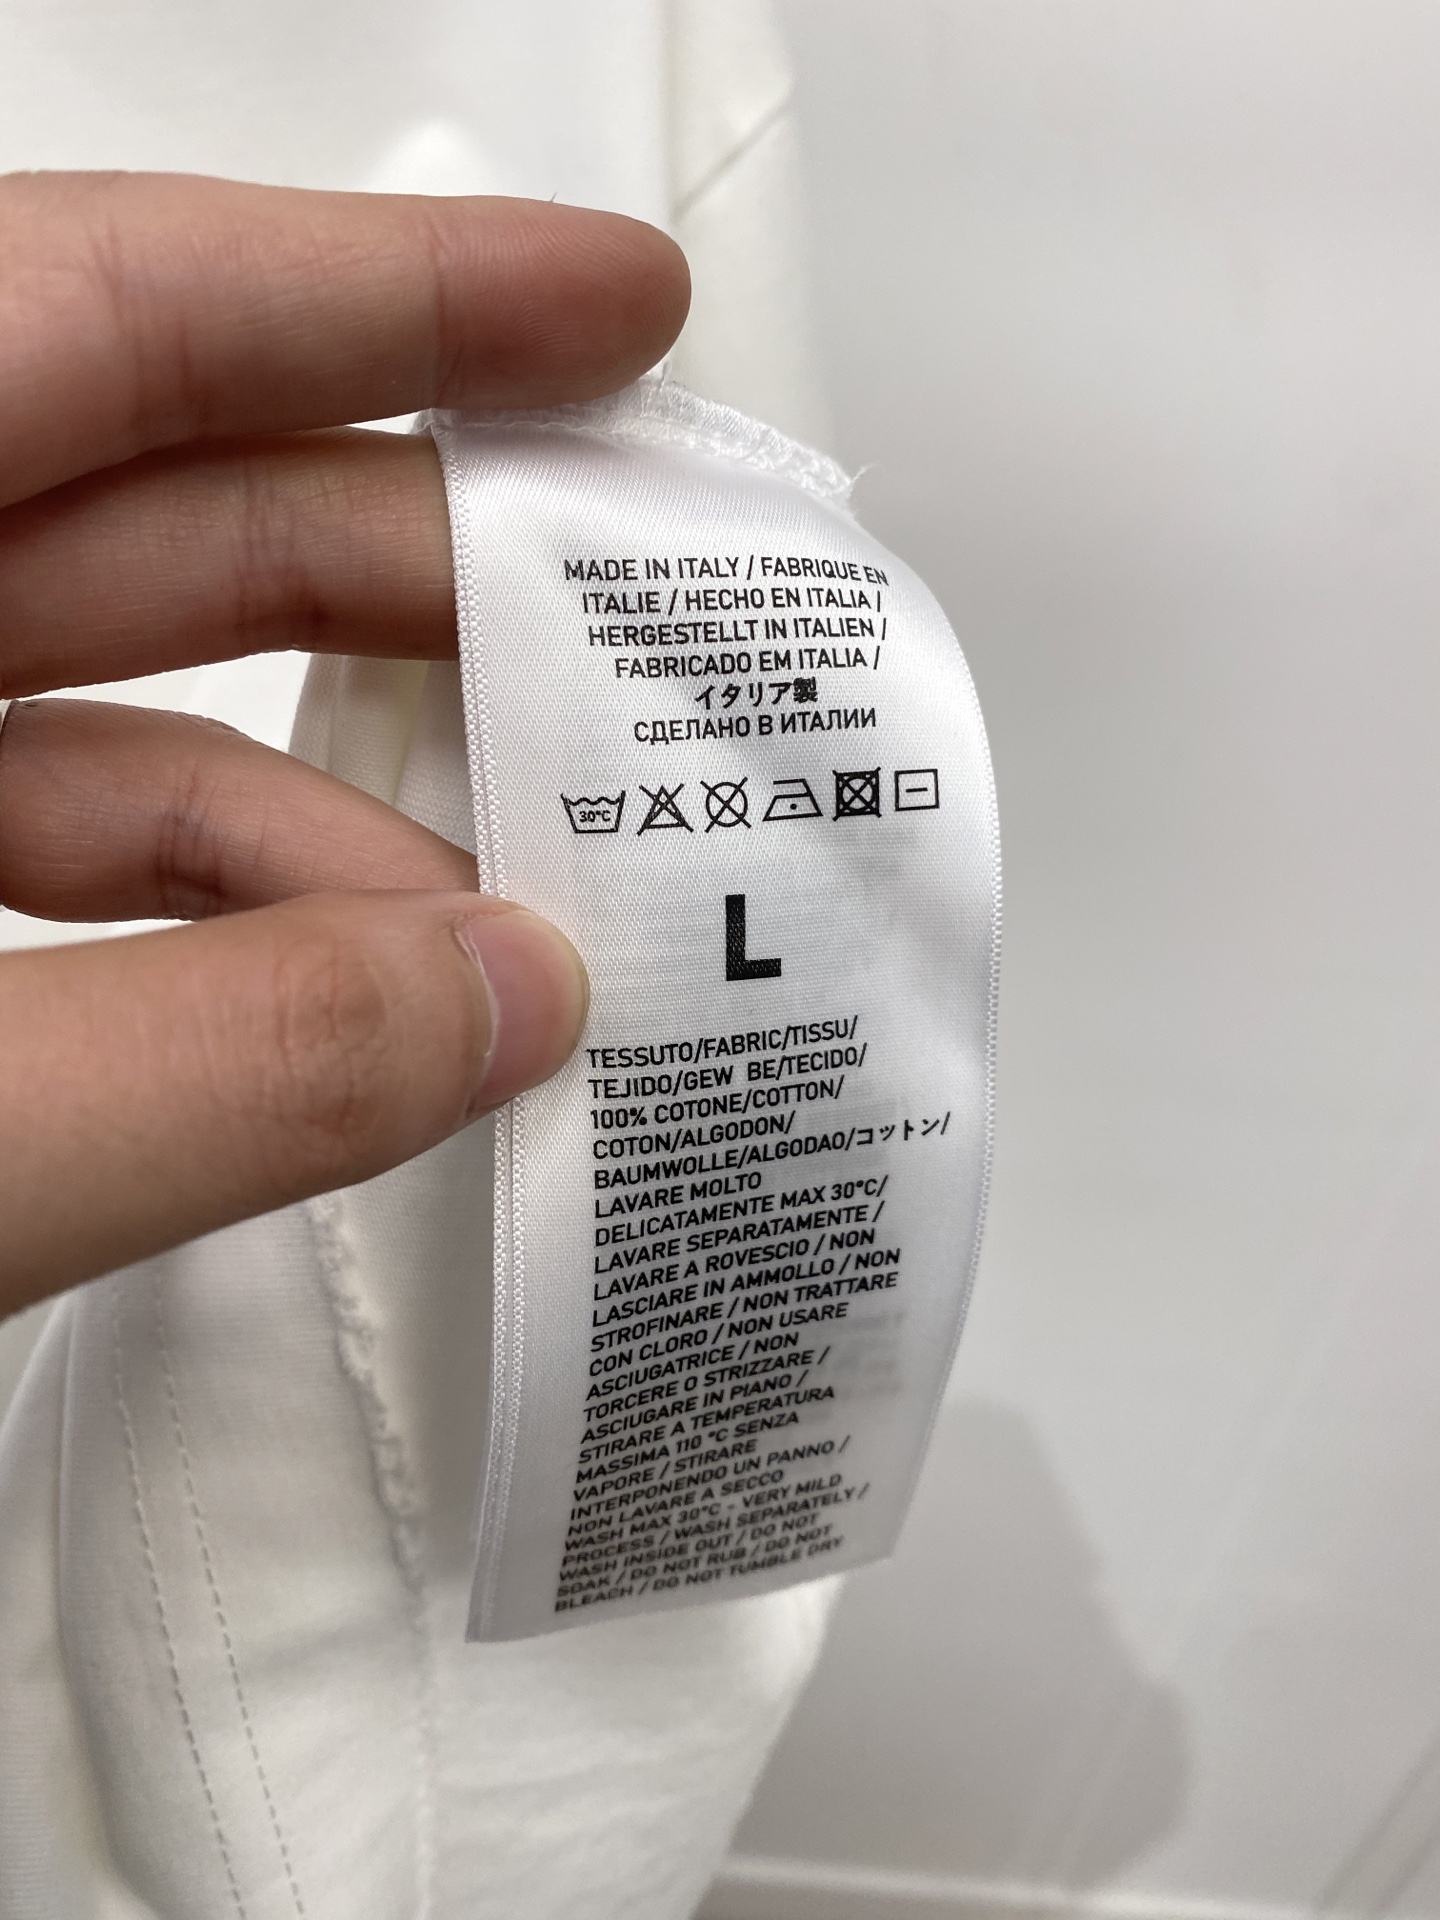 MADE IN ITALY / FABRIQUE EN
ITALIE / HECHO EN ITALIA /
HERGESTELLT IN ITALIEN /
FABRICADO EM ITALIA /
イタリア製
СДЕЛАНО В ИТАЛИИ
30°C
L
TESSUTO/FABRIC/TISSU/
TEJIDO/GEW BE/TECIDO/
100% COTONE/COTTON/
COTON/ALGODON/
BAUMWOLLE/ALGODAO/コットン/
LAVARE MOLTO
DELICATAMENTE MAX 30°C/
LAVARE SEPARATAMENTE /
LAVARE A ROVESCIO / NON
LASCIARE IN AMMOLLO / NON
STROFINARE / NON TRATTARE
CON CLORO / NON USARE
ASCIUGATRICE / NON
TORCERE O STRIZZARE /
ASCIUGARE IN PIANO /
STIRARE A TEMPERATURA
MASSIMA 110 °C SENZA
VAPORE / STIRARE
INTERPONENDO UN PANNO /
NON LAVARE A SECCO
WASH MAX 30°C - VERY MILD
PROCESS / WASH SEPARATELY /
WASH INSIDE OUT / DO NOT
SOAK / DO NOT RUB / DO NOT
BLEACH / DO NOT TUMBLE DRY